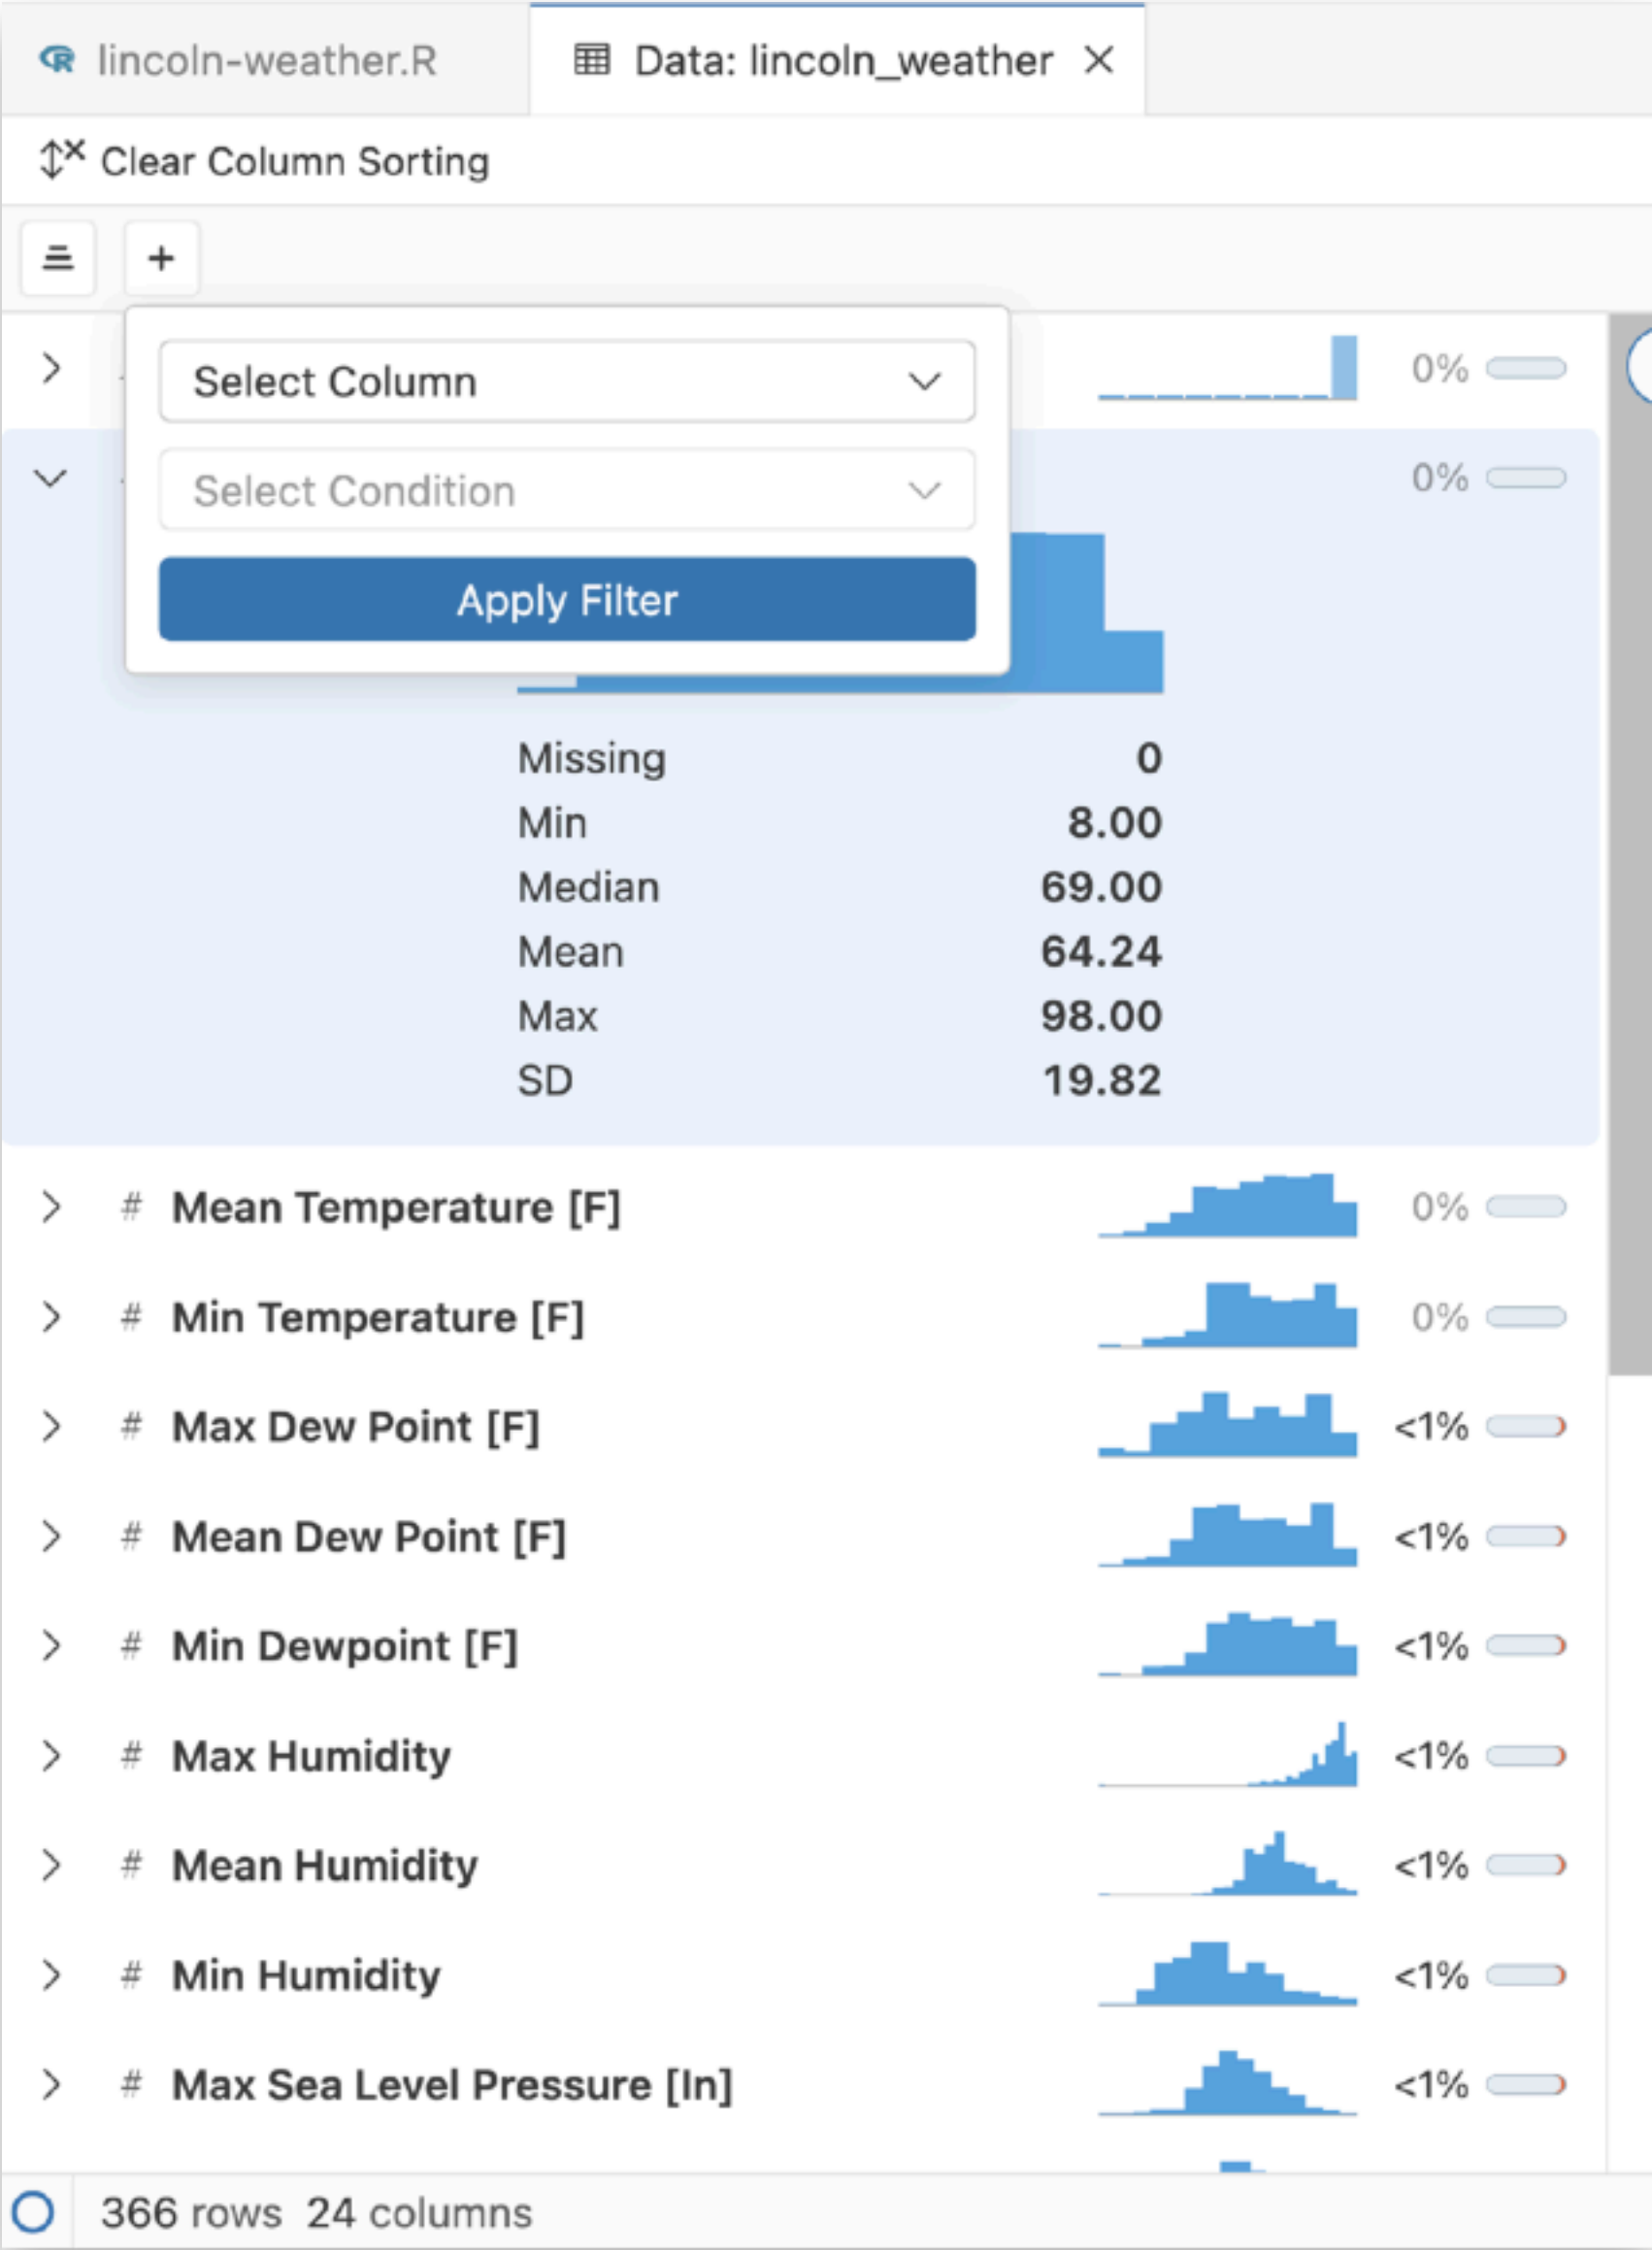 lincoln-weather.R Data: lincoln_weather
Clear Column Sorting
+
Select Column 0%
Select Condition 0%
Apply Filter
Missing 0
Min 8.00
Median 69.00
Mean 64.24
Max 98.00
SD 19.82
# Mean Temperature [F] 0%
# Min Temperature [F] 0%
# Max Dew Point [F] <1%
# Mean Dew Point [F] <1%
# Min Dewpoint [F] <1%
# Max Humidity <1%
# Mean Humidity <1%
# Min Humidity <1%
# Max Sea Level Pressure [In] <1%
366 rows 24 columns